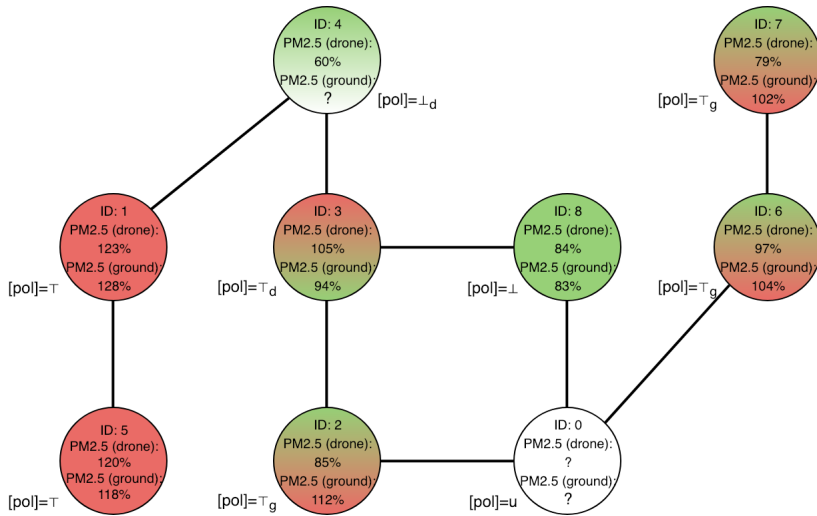 ID: 4
PM2.5 (drone):
60%
PM2.5 (ground):
?
[pol]=⊥d
ID: 7
PM2.5 (drone):
79%
PM2.5 (ground):
102%
[pol]=⊤g
ID: 1
PM2.5 (drone):
123%
PM2.5 (ground):
128%
[pol]=⊤
ID: 3
PM2.5 (drone):
105%
PM2.5 (ground):
94%
[pol]=⊤d
ID: 8
PM2.5 (drone):
84%
PM2.5 (ground):
83%
[pol]=⊥
ID: 6
PM2.5 (drone):
97%
PM2.5 (ground):
104%
[pol]=⊤g
ID: 5
PM2.5 (drone):
120%
PM2.5 (ground):
118%
[pol]=⊤
ID: 2
PM2.5 (drone):
85%
PM2.5 (ground):
112%
[pol]=⊤g
ID: 0
PM2.5 (drone):
?
PM2.5 (ground):
?
[pol]=u